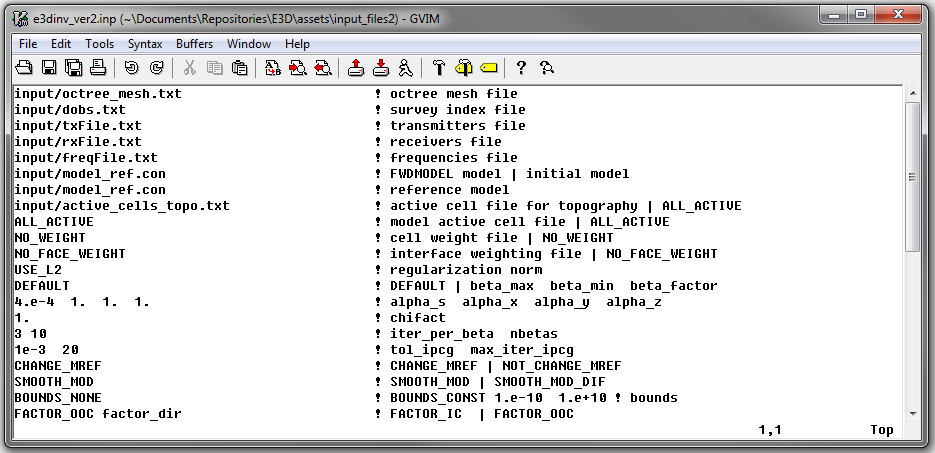 e3dinv_ver2.inp (~\Documents\Repositories\E3D\assets\input_files2) - GVIM
File Edit Tools Syntax Buffers Window Help
input/octree_mesh.txt ! octree mesh file
input/dobs.txt ! survey index file
input/txFile.txt ! transmitters file
input/rxFile.txt ! receivers file
input/freqFile.txt ! frequencies file
input/model_ref.con ! FWDMODEL model | initial model
input/model_ref.con ! reference model
input/active_cells_topo.txt ! active cell file for topography | ALL_ACTIVE
ALL_ACTIVE ! model active cell file | ALL_ACTIVE
NO_WEIGHT ! cell weight file | NO_WEIGHT
NO_FACE_WEIGHT ! interface weighting file | NO_FACE_WEIGHT
USE_L2 ! regularization norm
DEFAULT ! DEFAULT | beta_max beta_min beta_factor
4.e-4 1. 1. 1. ! alpha_s alpha_x alpha_y alpha_z
1. ! chifact
3 10 ! iter_per_beta nbetas
1e-3 20 ! tol_ipcg max_iter_ipcg
CHANGE_MREF ! CHANGE_MREF | NOT_CHANGE_MREF
SMOOTH_MOD ! SMOOTH_MOD | SMOOTH_MOD_DIF
BOUNDS_NONE ! BOUNDS_CONST 1.e-10 1.e+10 ! bounds
FACTOR_OOC factor_dir ! FACTOR_IC | FACTOR_OOC
1,1 Top